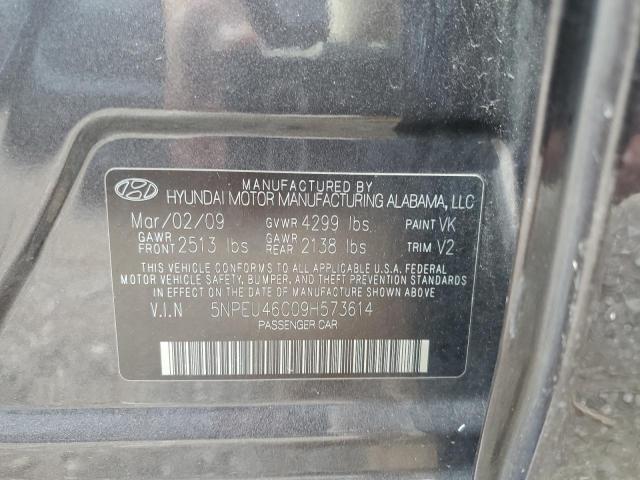 MANUFACTURED BY
HYUNDAI MOTOR MANUFACTURING ALABAMA, LLC
Mar/02/09 GVWR 4299 lbs PAINT VK
GAWR FRONT 2513 lbs GAWR REAR 2138 lbs TRIM V2
THIS VEHICLE CONFORMS TO ALL APPLICABLE U.S.A. FEDERAL
MOTOR VEHICLE SAFETY, BUMPER, AND THEFT PREVENTION STANDARDS
IN EFFECT ON THE DATE OF MANUFACTURE SHOWN ABOVE.
V.I.N 5NPEU46C09H573614
PASSENGER CAR